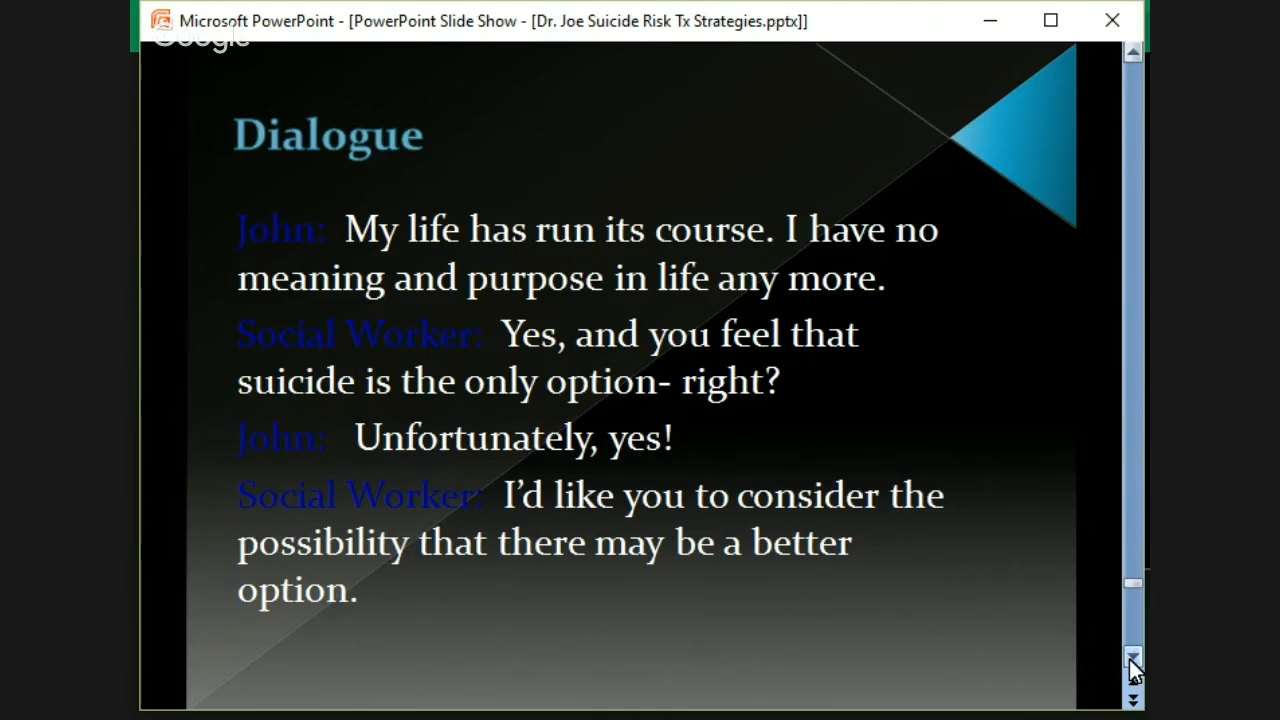 Microsoft PowerPoint - [PowerPoint Slide Show - [Dr. Joe Suicide Risk Tx Strategies.pptx]]
Google
Dialogue
John: My life has run its course. I have no
meaning and purpose in life any more.
Social Worker: Yes, and you feel that
suicide is the only option- right?
John: Unfortunately, yes!
Social Worker: I'd like you to consider the
possibility that there may be a better
option.